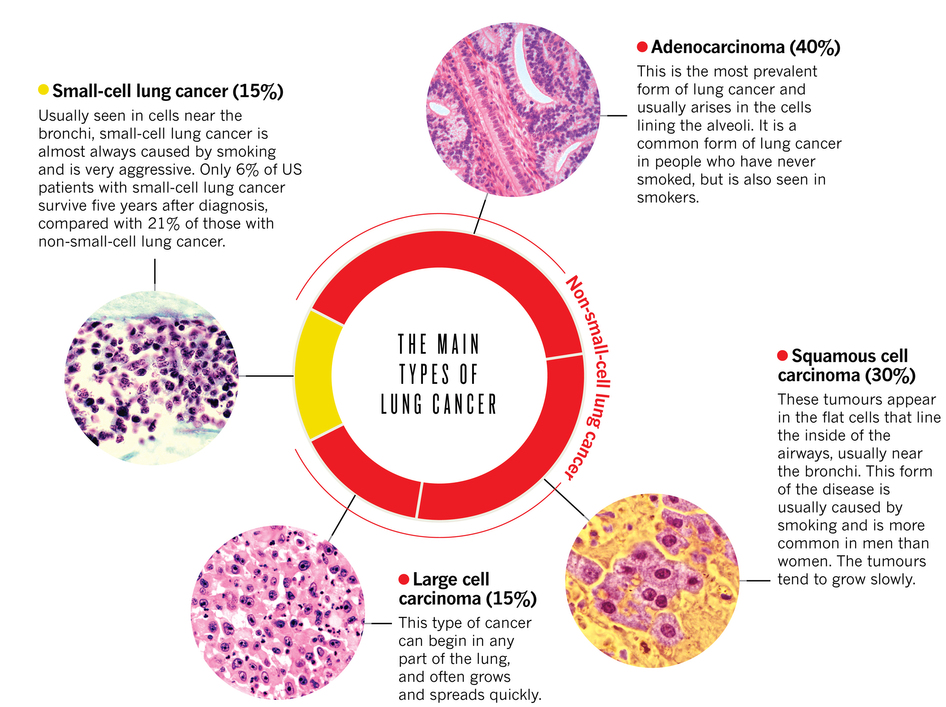 Small-cell lung cancer (15%)
Usually seen in cells near the
bronchi, small-cell lung cancer is
almost always caused by smoking
and is very aggressive. Only 6% of US
patients with small-cell lung cancer
survive five years after diagnosis,
compared with 21% of those with
non-small-cell lung cancer.
Adenocarcinoma (40%)
This is the most prevalent
form of lung cancer and
usually arises in the cells
lining the alveoli. It is a
common form of lung cancer
in people who have never
smoked, but is also seen in
smokers.
THE MAIN
TYPES OF
LUNG CANCER
Non-small-cell lung cancer
Squamous cell
carcinoma (30%)
These tumours appear
in the flat cells that line
the inside of the
airways, usually near
the bronchi. This form
of the disease is
usually caused by
smoking and is more
common in men than
women. The tumours
tend to grow slowly.
Large cell
carcinoma (15%)
This type of cancer
can begin in any
part of the lung,
and often grows
and spreads quickly.